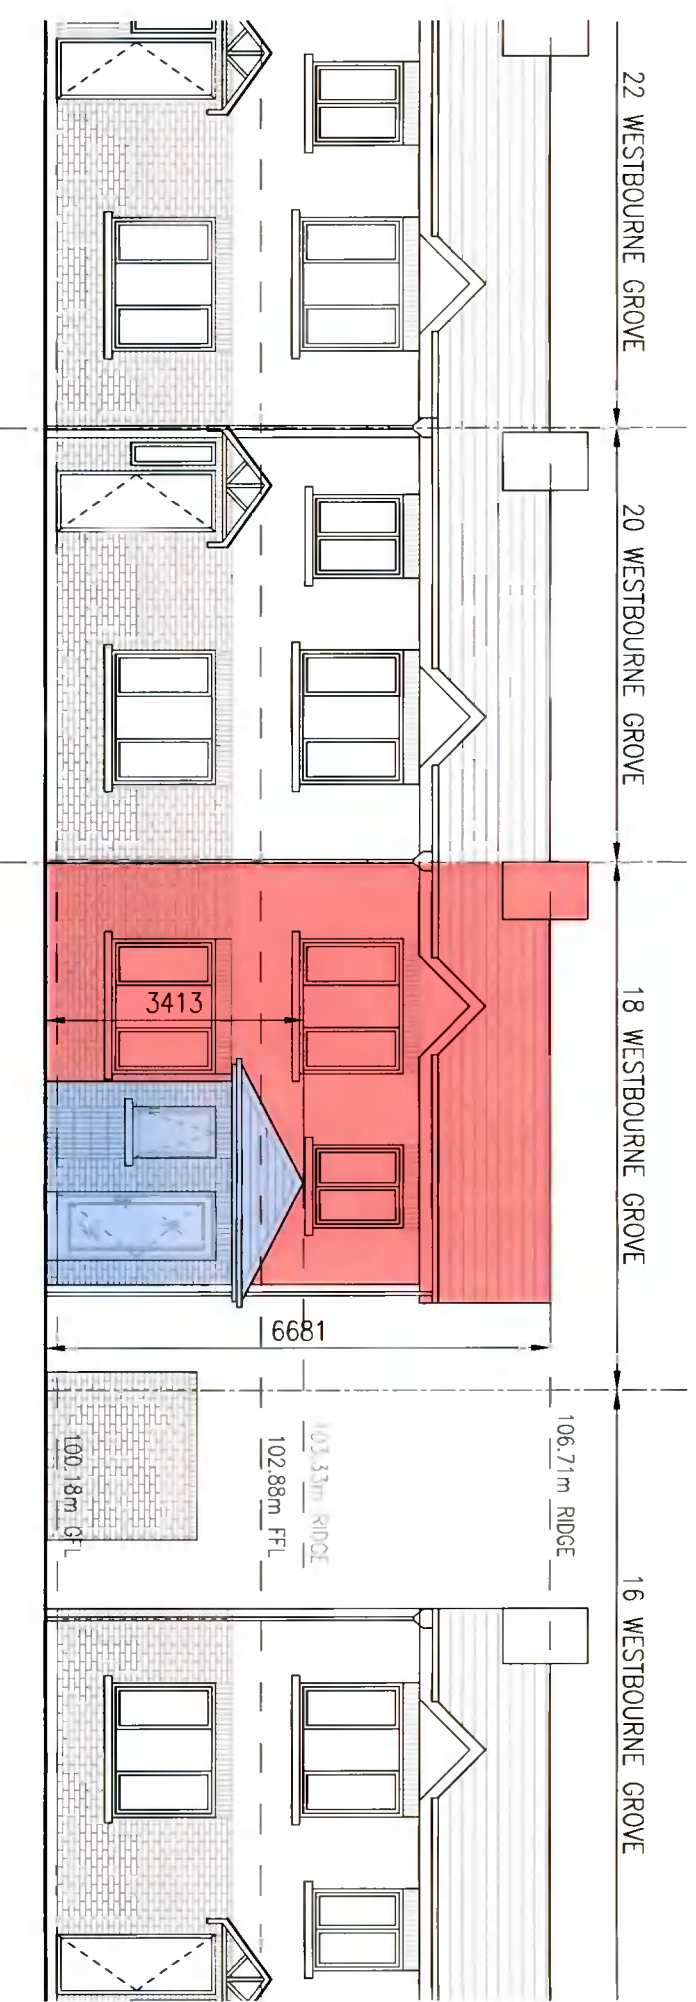 22 WESTBOURNE GROVE
20 WESTBOURNE GROVE
18 WESTBOURNE GROVE
3413
6681
106.71m RIDGE
103.33m RIDGE
102.88m FFL
100.18m GFL
16 WESTBOURNE GROVE